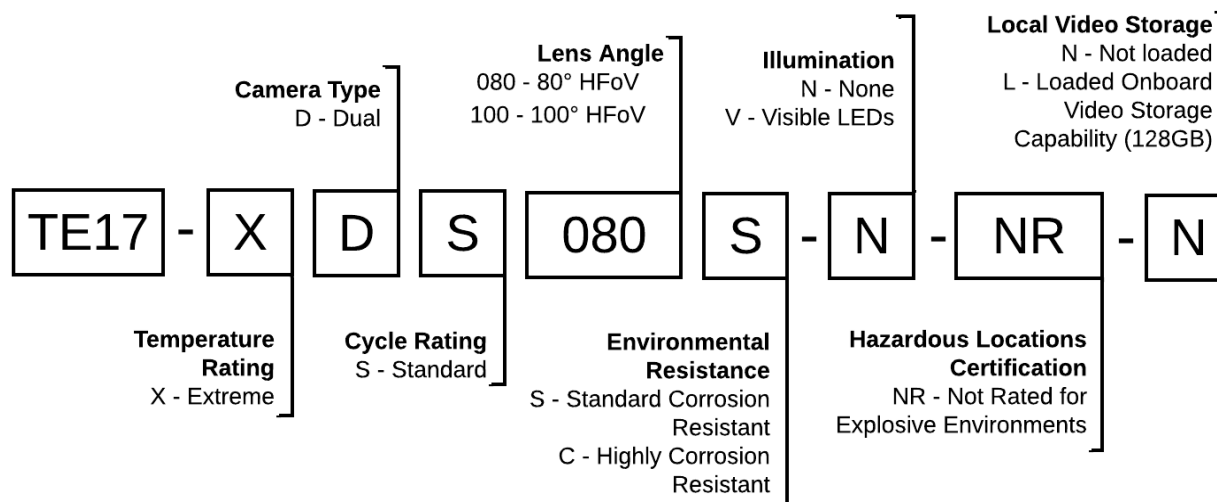 Camera Type
D - Dual
Lens Angle
080 - 80° HFoV
100 - 100° HFoV
Illumination
N - None
V - Visible LEDs
Local Video Storage
N - Not loaded
L - Loaded Onboard
Video Storage
Capability (128GB)
TE17 - X D S 080 S - N - NR - N
Temperature
Rating
X - Extreme
Cycle Rating
S - Standard
Environmental
Resistance
S - Standard Corrosion
Resistant
C - Highly Corrosion
Resistant
Hazardous Locations
Certification
NR - Not Rated for
Explosive Environments